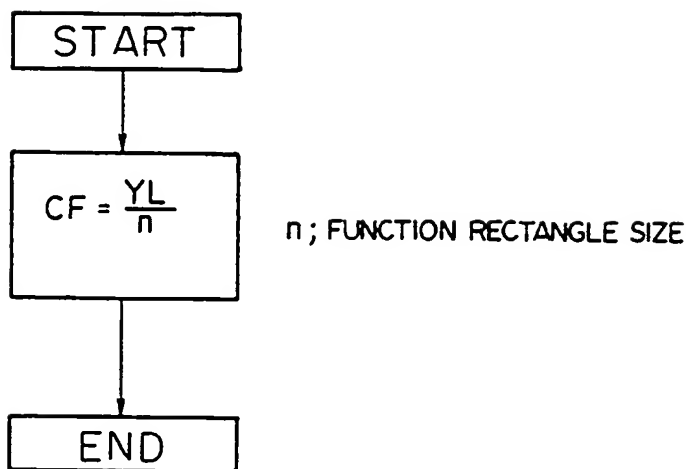 START
CF = YL/n
n; FUNCTION RECTANGLE SIZE
END